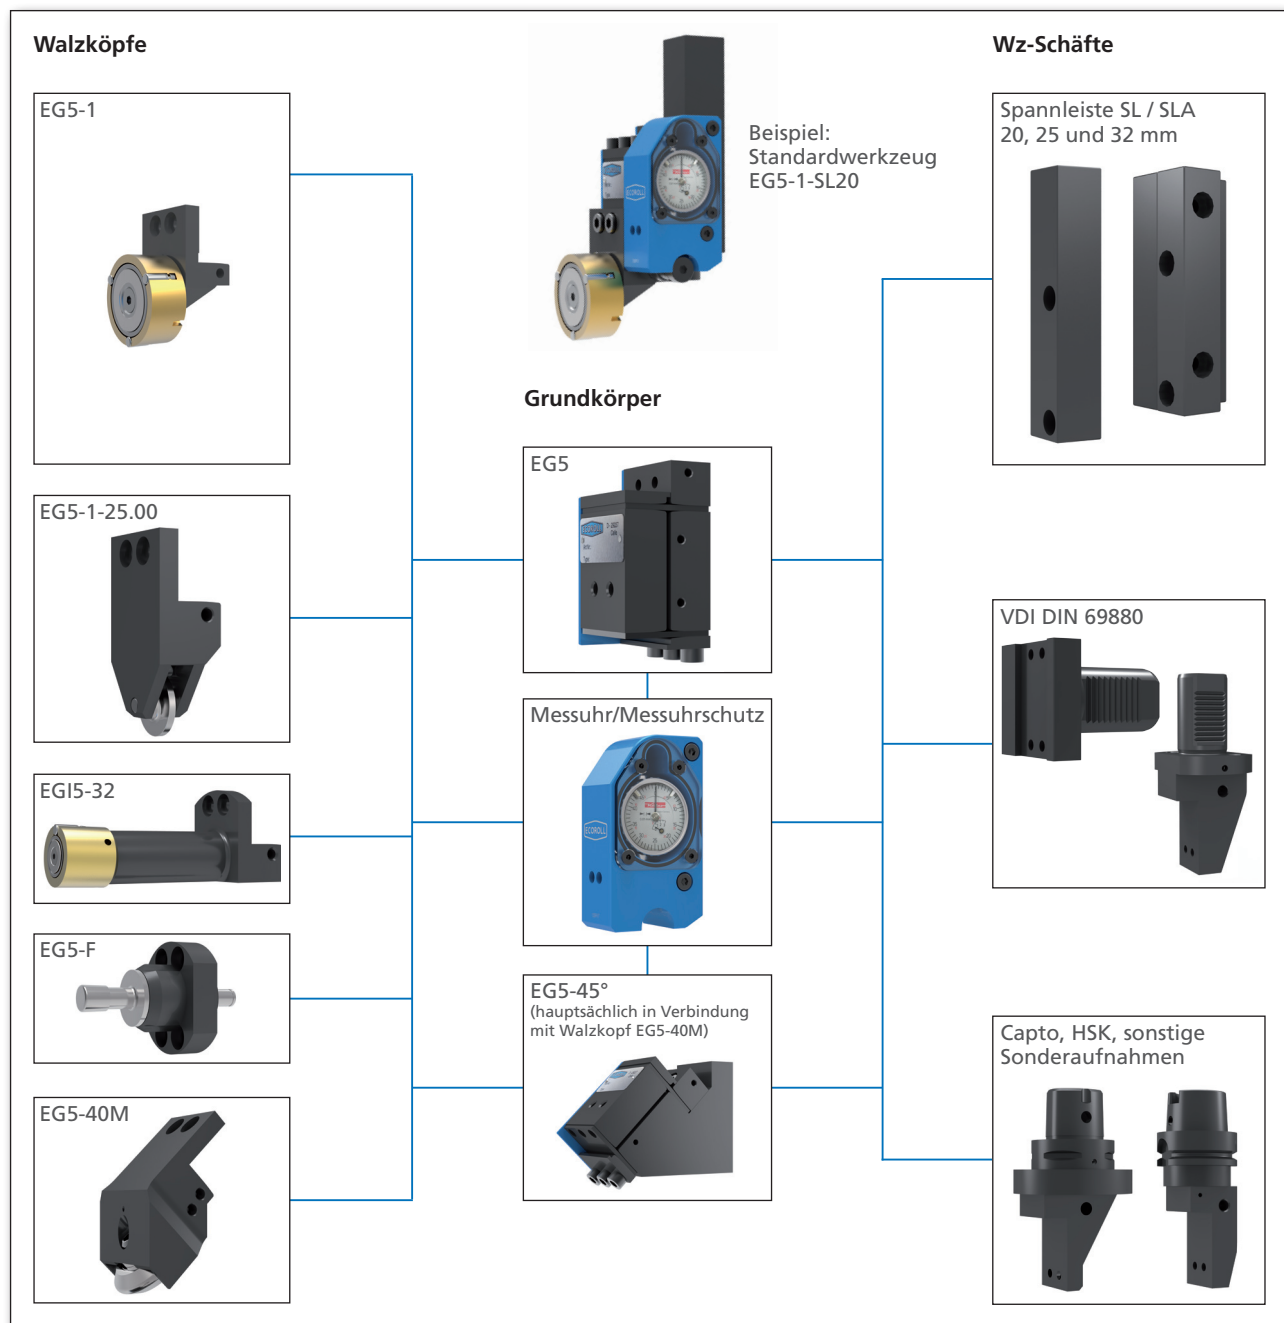 Walzköpfe
EG5-1
EG5-1-25.00
EGI5-32
EG5-F
EG5-40M
Beispiel:
Standardwerkzeug
EG5-1-SL20
Grundkörper
EG5
ECOROLL
Messuhr/Messuhrschutz
ECOROLL
EG5-45°
(hauptsächlich in Verbindung
mit Walzkopf EG5-40M)
Wz-Schäfte
Spannleiste SL / SLA
20, 25 und 32 mm
VDI DIN 69880
Capto, HSK, sonstige
Sonderaufnahmen